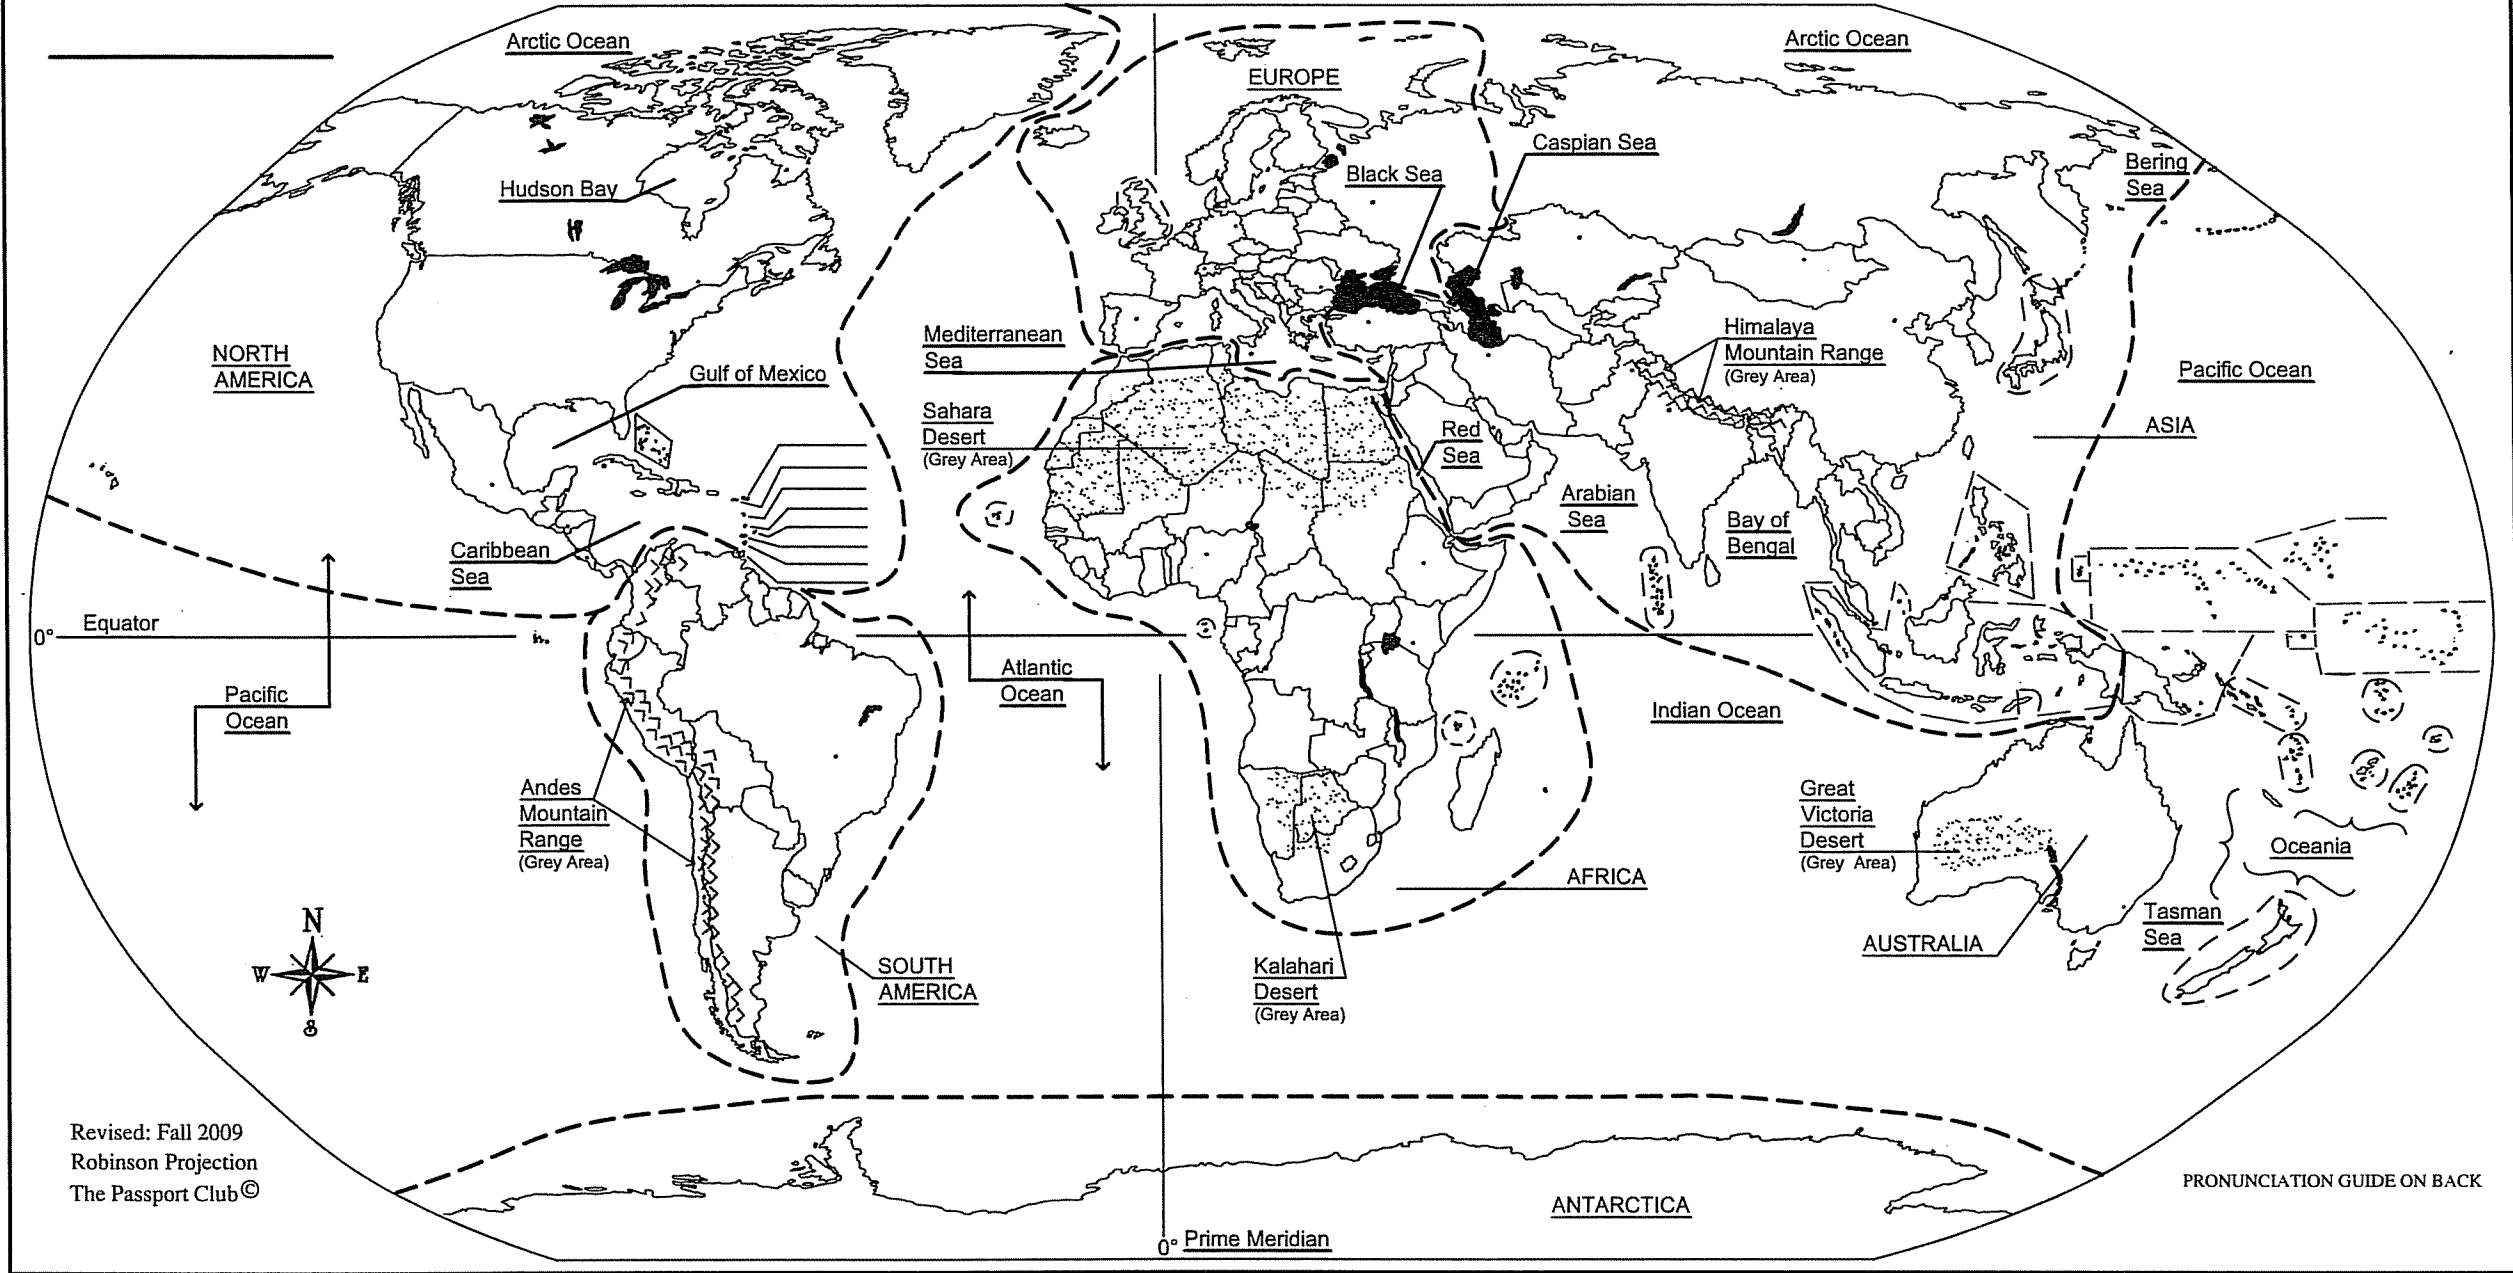 Arctic Ocean
Arctic Ocean
EUROPE
Caspian Sea
Black Sea
Bering
Sea
Hudson Bay
NORTH
AMERICA
Gulf of Mexico
Mediterranean
Sea
Himalaya
Mountain Range
(Grey Area)
Pacific Ocean
Sahara
Desert
(Grey Area)
Red
Sea
ASIA
Arabian
Sea
Bay of
Bengal
Caribbean
Sea
0° Equator
Pacific
Ocean
Atlantic
Ocean
Indian Ocean
Andes
Mountain
Range
(Grey Area)
Great
Victoria
Desert
(Grey Area)
Oceania
AFRICA
Tasman
Sea
AUSTRALIA
N
W E
S
SOUTH
AMERICA
Kalahari
Desert
(Grey Area)
Revised: Fall 2009
Robinson Projection
The Passport Club©
PRONUNCIATION GUIDE ON BACK
ANTARCTICA
0° Prime Meridian